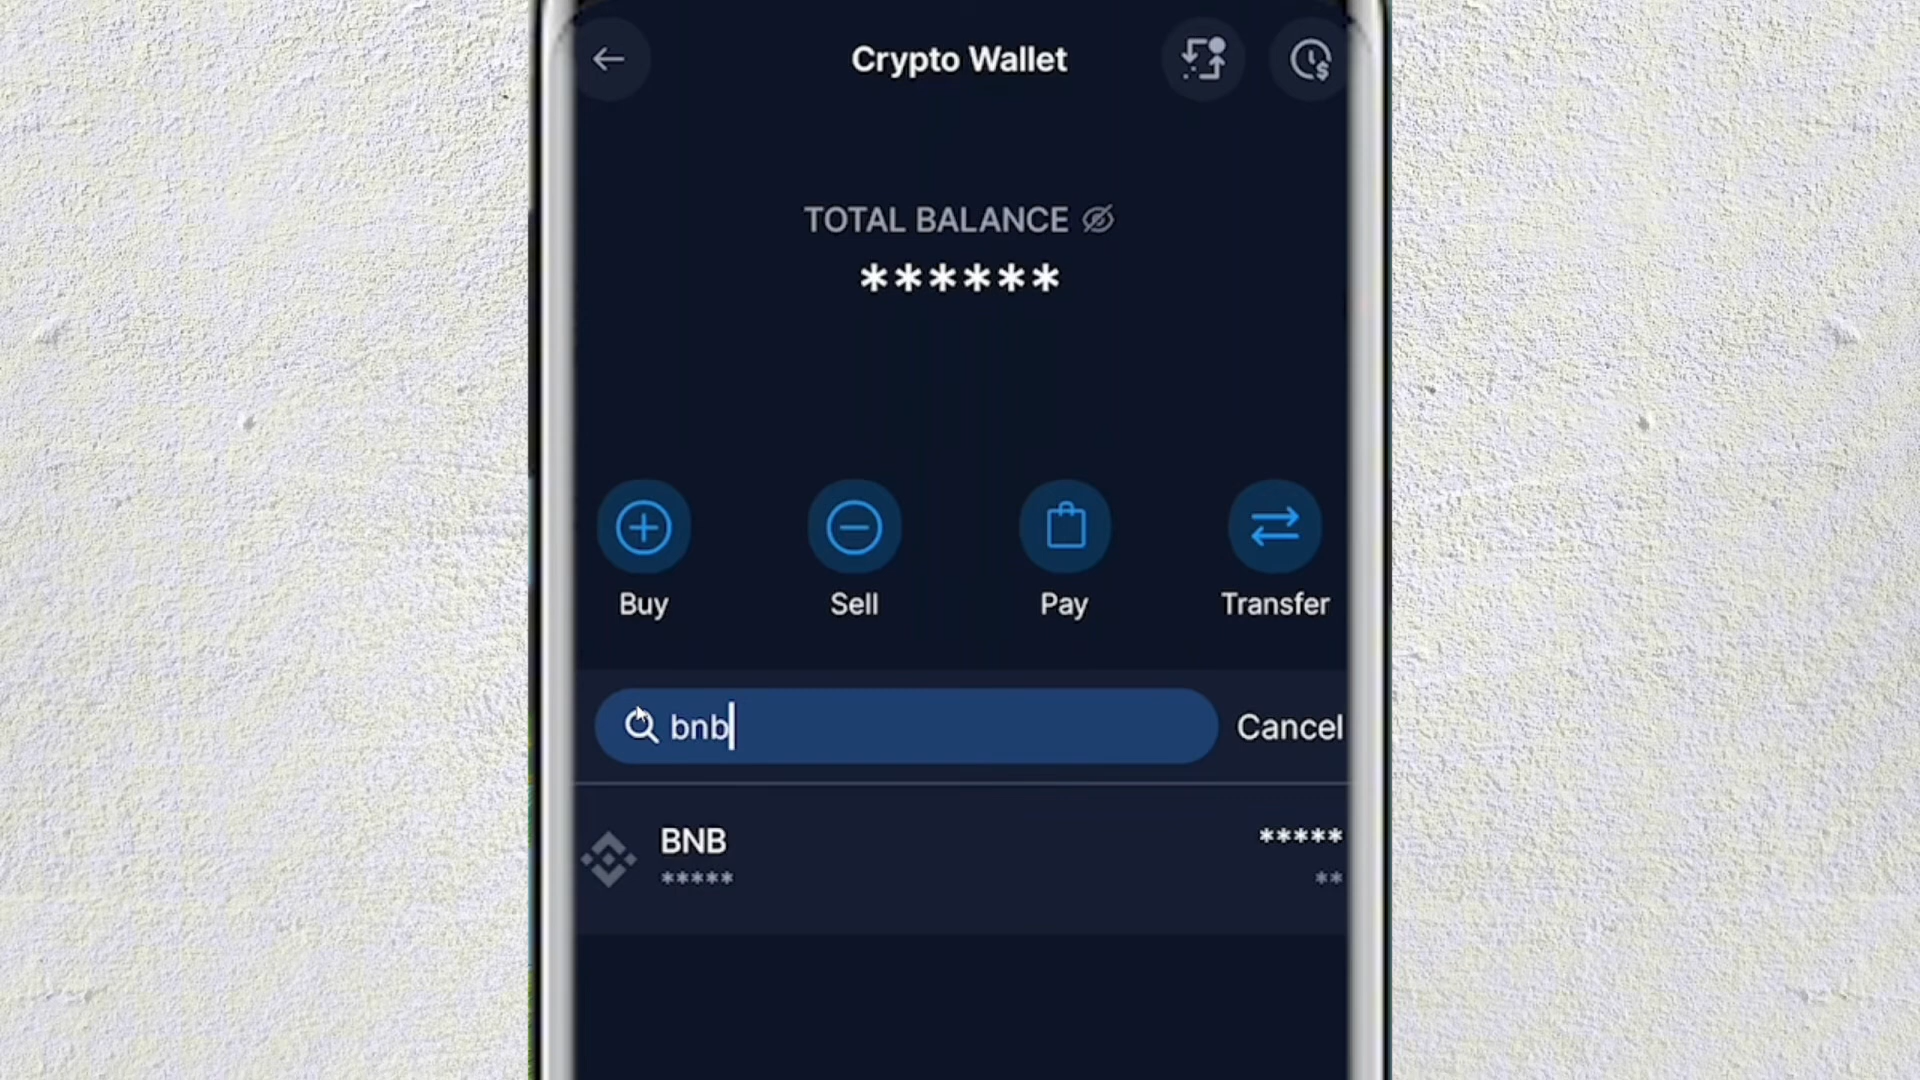 Crypto Wallet
TOTAL BALANCE
******
Buy
Sell
Pay
Transfer
bnb
Cancel
BNB
*****
*****
**